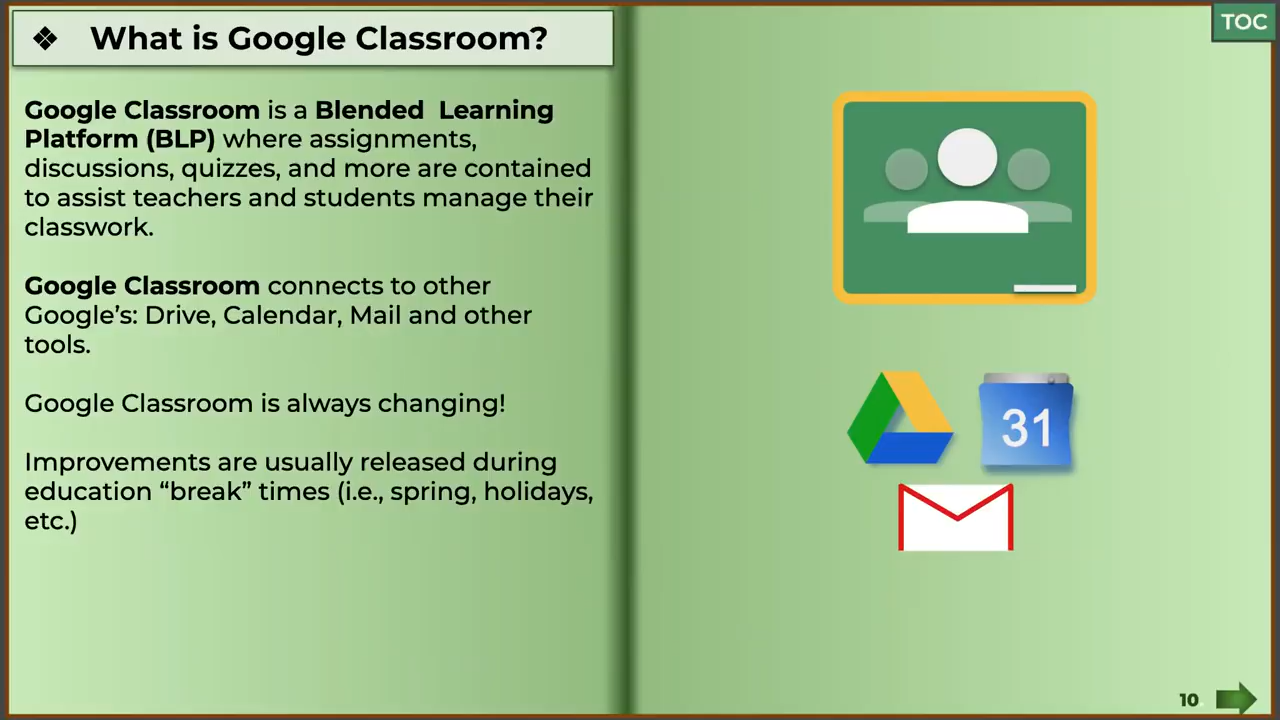 ❖ What is Google Classroom?
TOC
Google Classroom is a Blended Learning
Platform (BLP) where assignments,
discussions, quizzes, and more are contained
to assist teachers and students manage their
classwork.
Google Classroom connects to other
Google’s: Drive, Calendar, Mail and other
tools.
Google Classroom is always changing!
Improvements are usually released during
education “break” times (i.e., spring, holidays,
etc.)
31
10